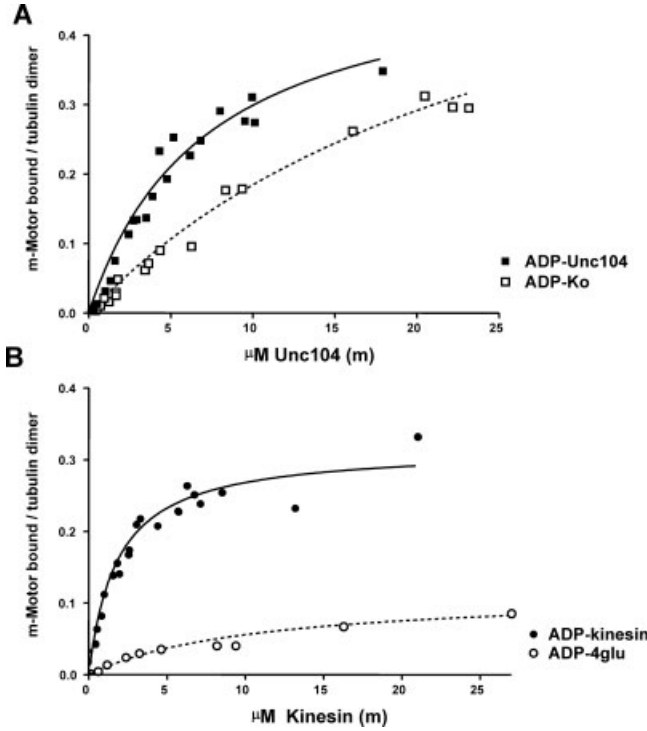 A
m-Motor bound / tubulin dimer
0.4
0.3
0.2
0.1
0.0
0 5 10 15 20 25
μM Unc104 (m)
ADP-Unc104
ADP-Ko
B
m-Motor bound / tubulin dimer
0.4
0.3
0.2
0.1
0.0
0 5 10 15 20 25
μM Kinesin (m)
ADP-kinesin
ADP-4glu